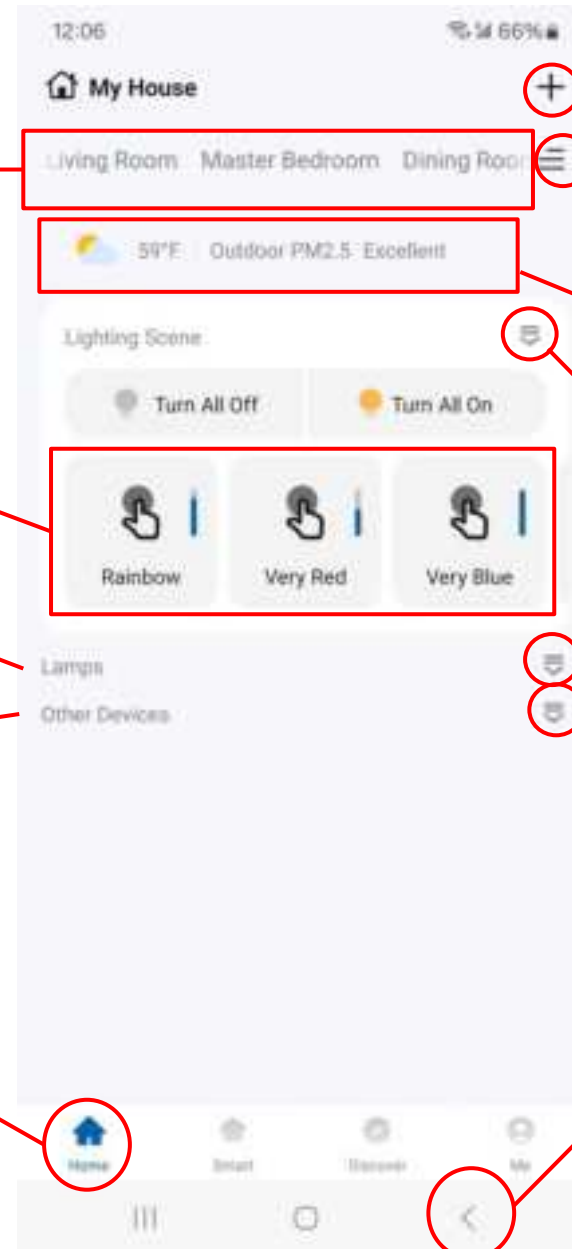 12:06 66%
My House
Living Room Master Bedroom Dining Roo
59°F Outdoor PM2.5 Excellent
Lighting Scene
Turn All Off Turn All On
Rainbow Very Red Very Blue
Lamps
Other Devices
Home Smart Discover Me